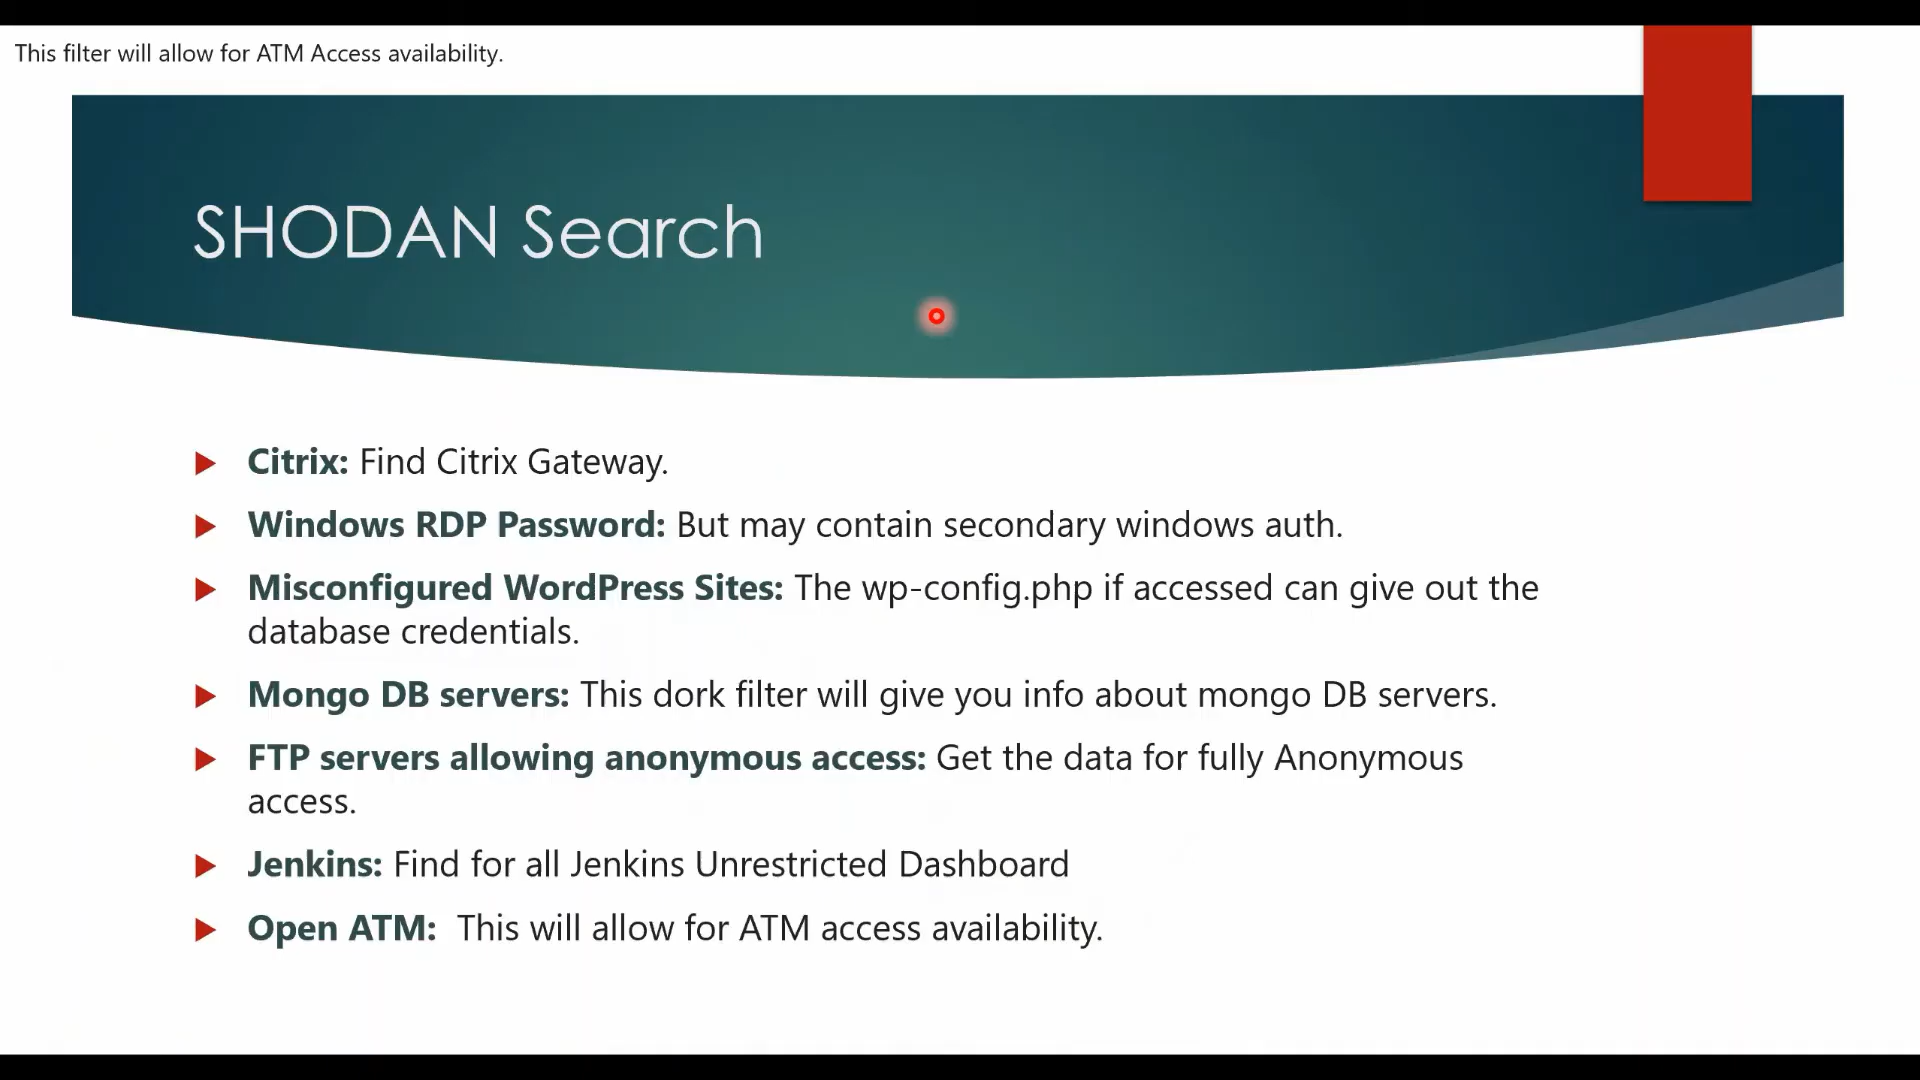 This filter will allow for ATM Access availability.
SHODAN Search
Citrix: Find Citrix Gateway.
Windows RDP Password: But may contain secondary windows auth.
Misconfigured WordPress Sites: The wp-config.php if accessed can give out the
database credentials.
Mongo DB servers: This dork filter will give you info about mongo DB servers.
FTP servers allowing anonymous access: Get the data for fully Anonymous
access.
Jenkins: Find for all Jenkins Unrestricted Dashboard
Open ATM:  This will allow for ATM access availability.